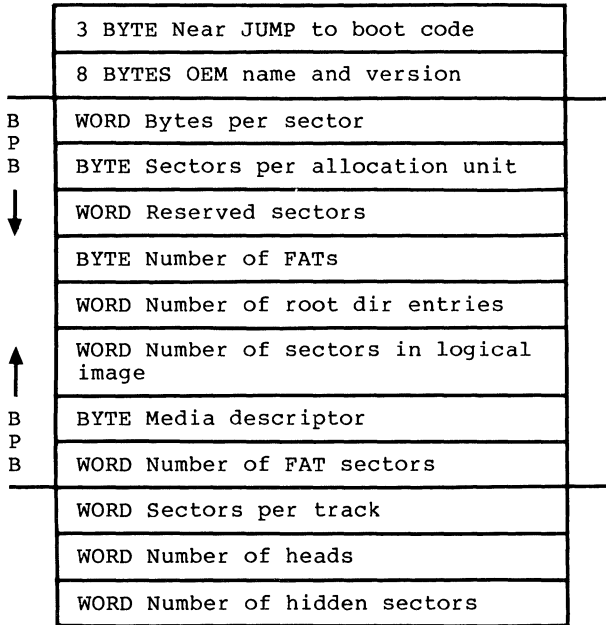 3 BYTE Near JUMP to boot code
8 BYTES OEM name and version
B
P
B
WORD Bytes per sector
BYTE Sectors per allocation unit
WORD Reserved sectors
BYTE Number of FATs
WORD Number of root dir entries
WORD Number of sectors in logical
image
B
P
B
BYTE Media descriptor
WORD Number of FAT sectors
WORD Sectors per track
WORD Number of heads
WORD Number of hidden sectors